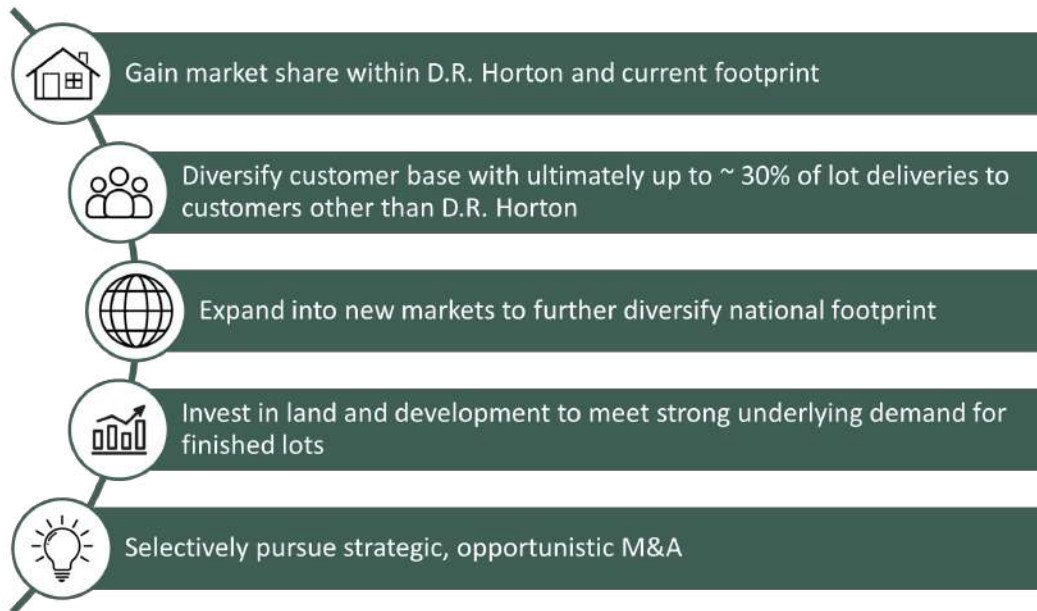 Gain market share within D.R. Horton and current footprint
Diversify customer base with ultimately up to ~ 30% of lot deliveries to
customers other than D.R. Horton
Expand into new markets to further diversify national footprint
Invest in land and development to meet strong underlying demand for
finished lots
Selectively pursue strategic, opportunistic M&A